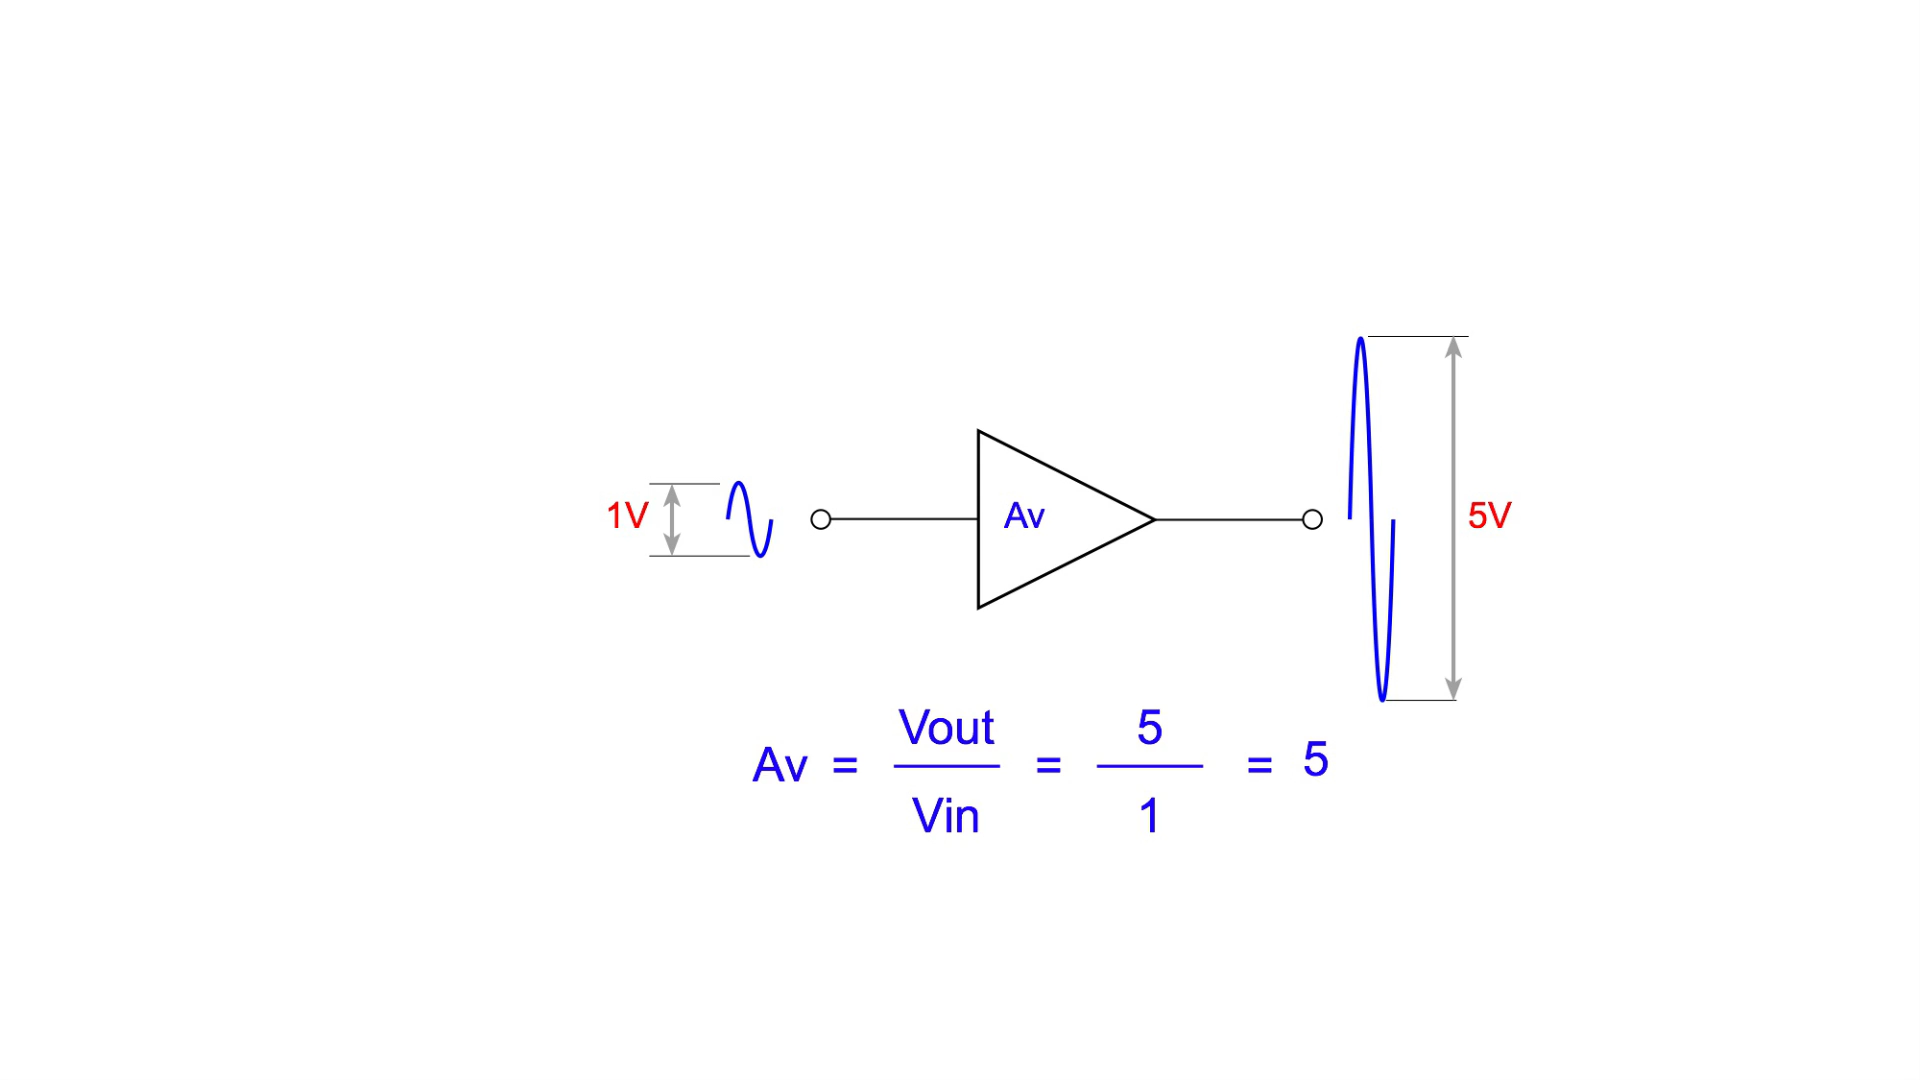 1V
Av
5V
Av = Vout / Vin = 5 / 1 = 5